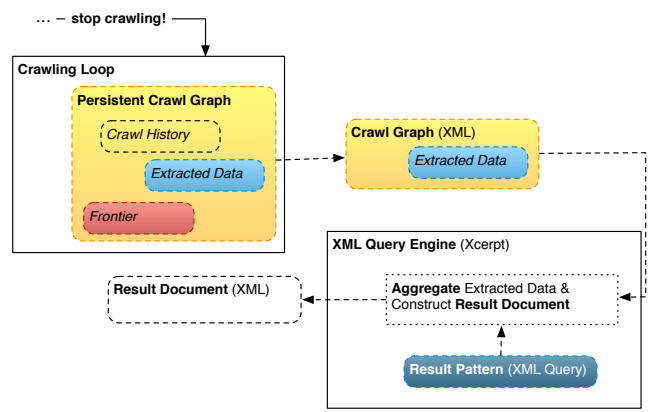 ... – stop crawling!
Crawling Loop
Persistent Crawl Graph
Crawl History
Extracted Data
Frontier
Crawl Graph (XML)
Extracted Data
XML Query Engine (Xcerpt)
Aggregate Extracted Data &
Construct Result Document
Result Pattern (XML Query)
Result Document (XML)